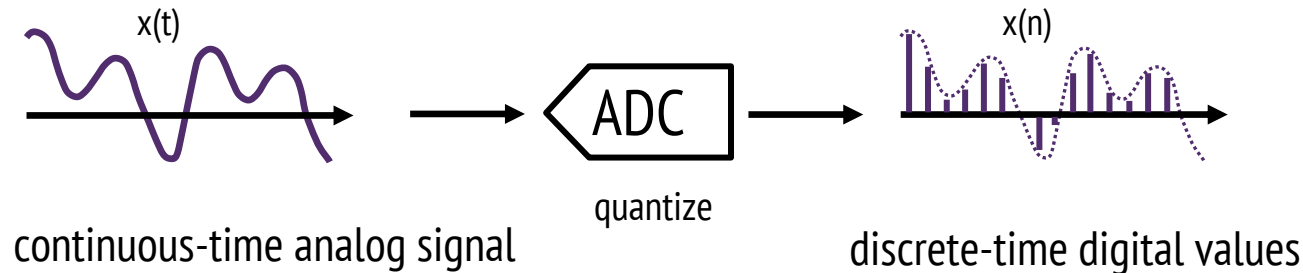 x(t)
x(n)
ADC
quantize
continuous-time analog signal
discrete-time digital values